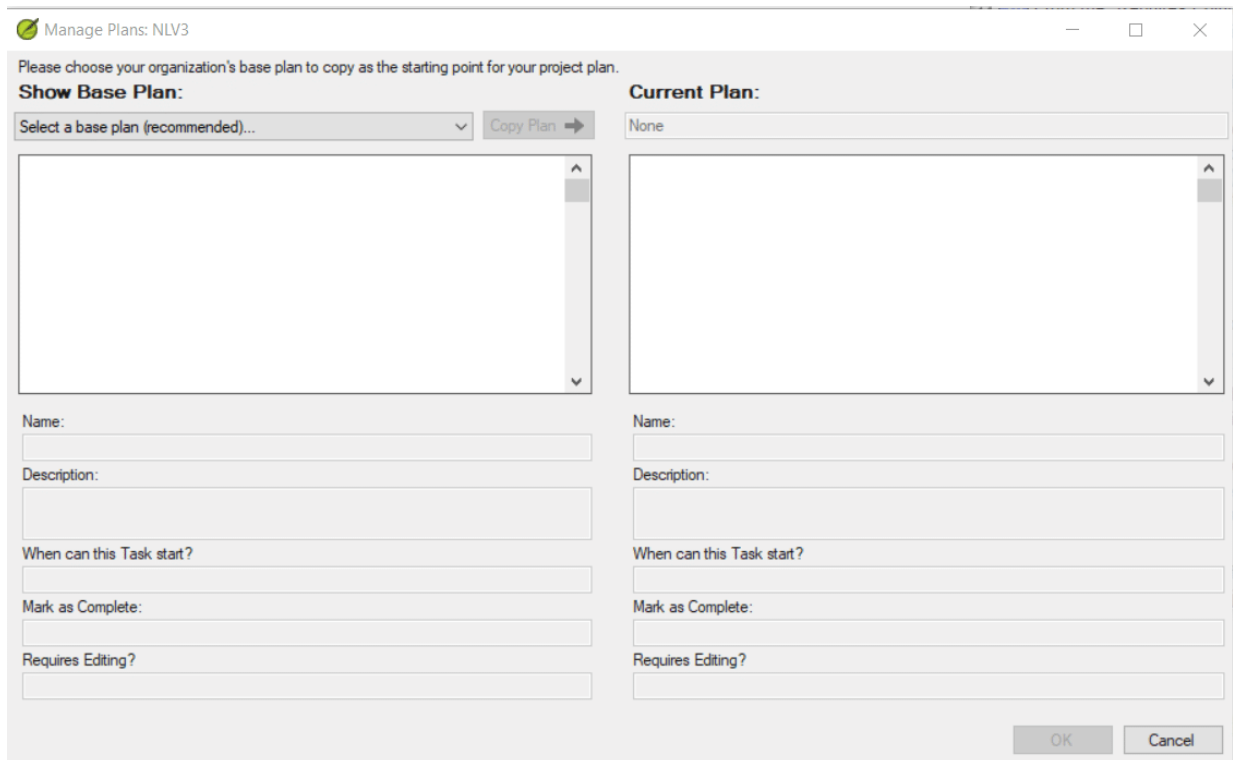 Manage Plans: NLV3
Please choose your organization's base plan to copy as the starting point for your project plan.
Show Base Plan:
Current Plan:
Select a base plan (recommended)...
Copy Plan
None
Name:
Name:
Description:
Description:
When can this Task start?
When can this Task start?
Mark as Complete:
Mark as Complete:
Requires Editing?
Requires Editing?
OK
Cancel